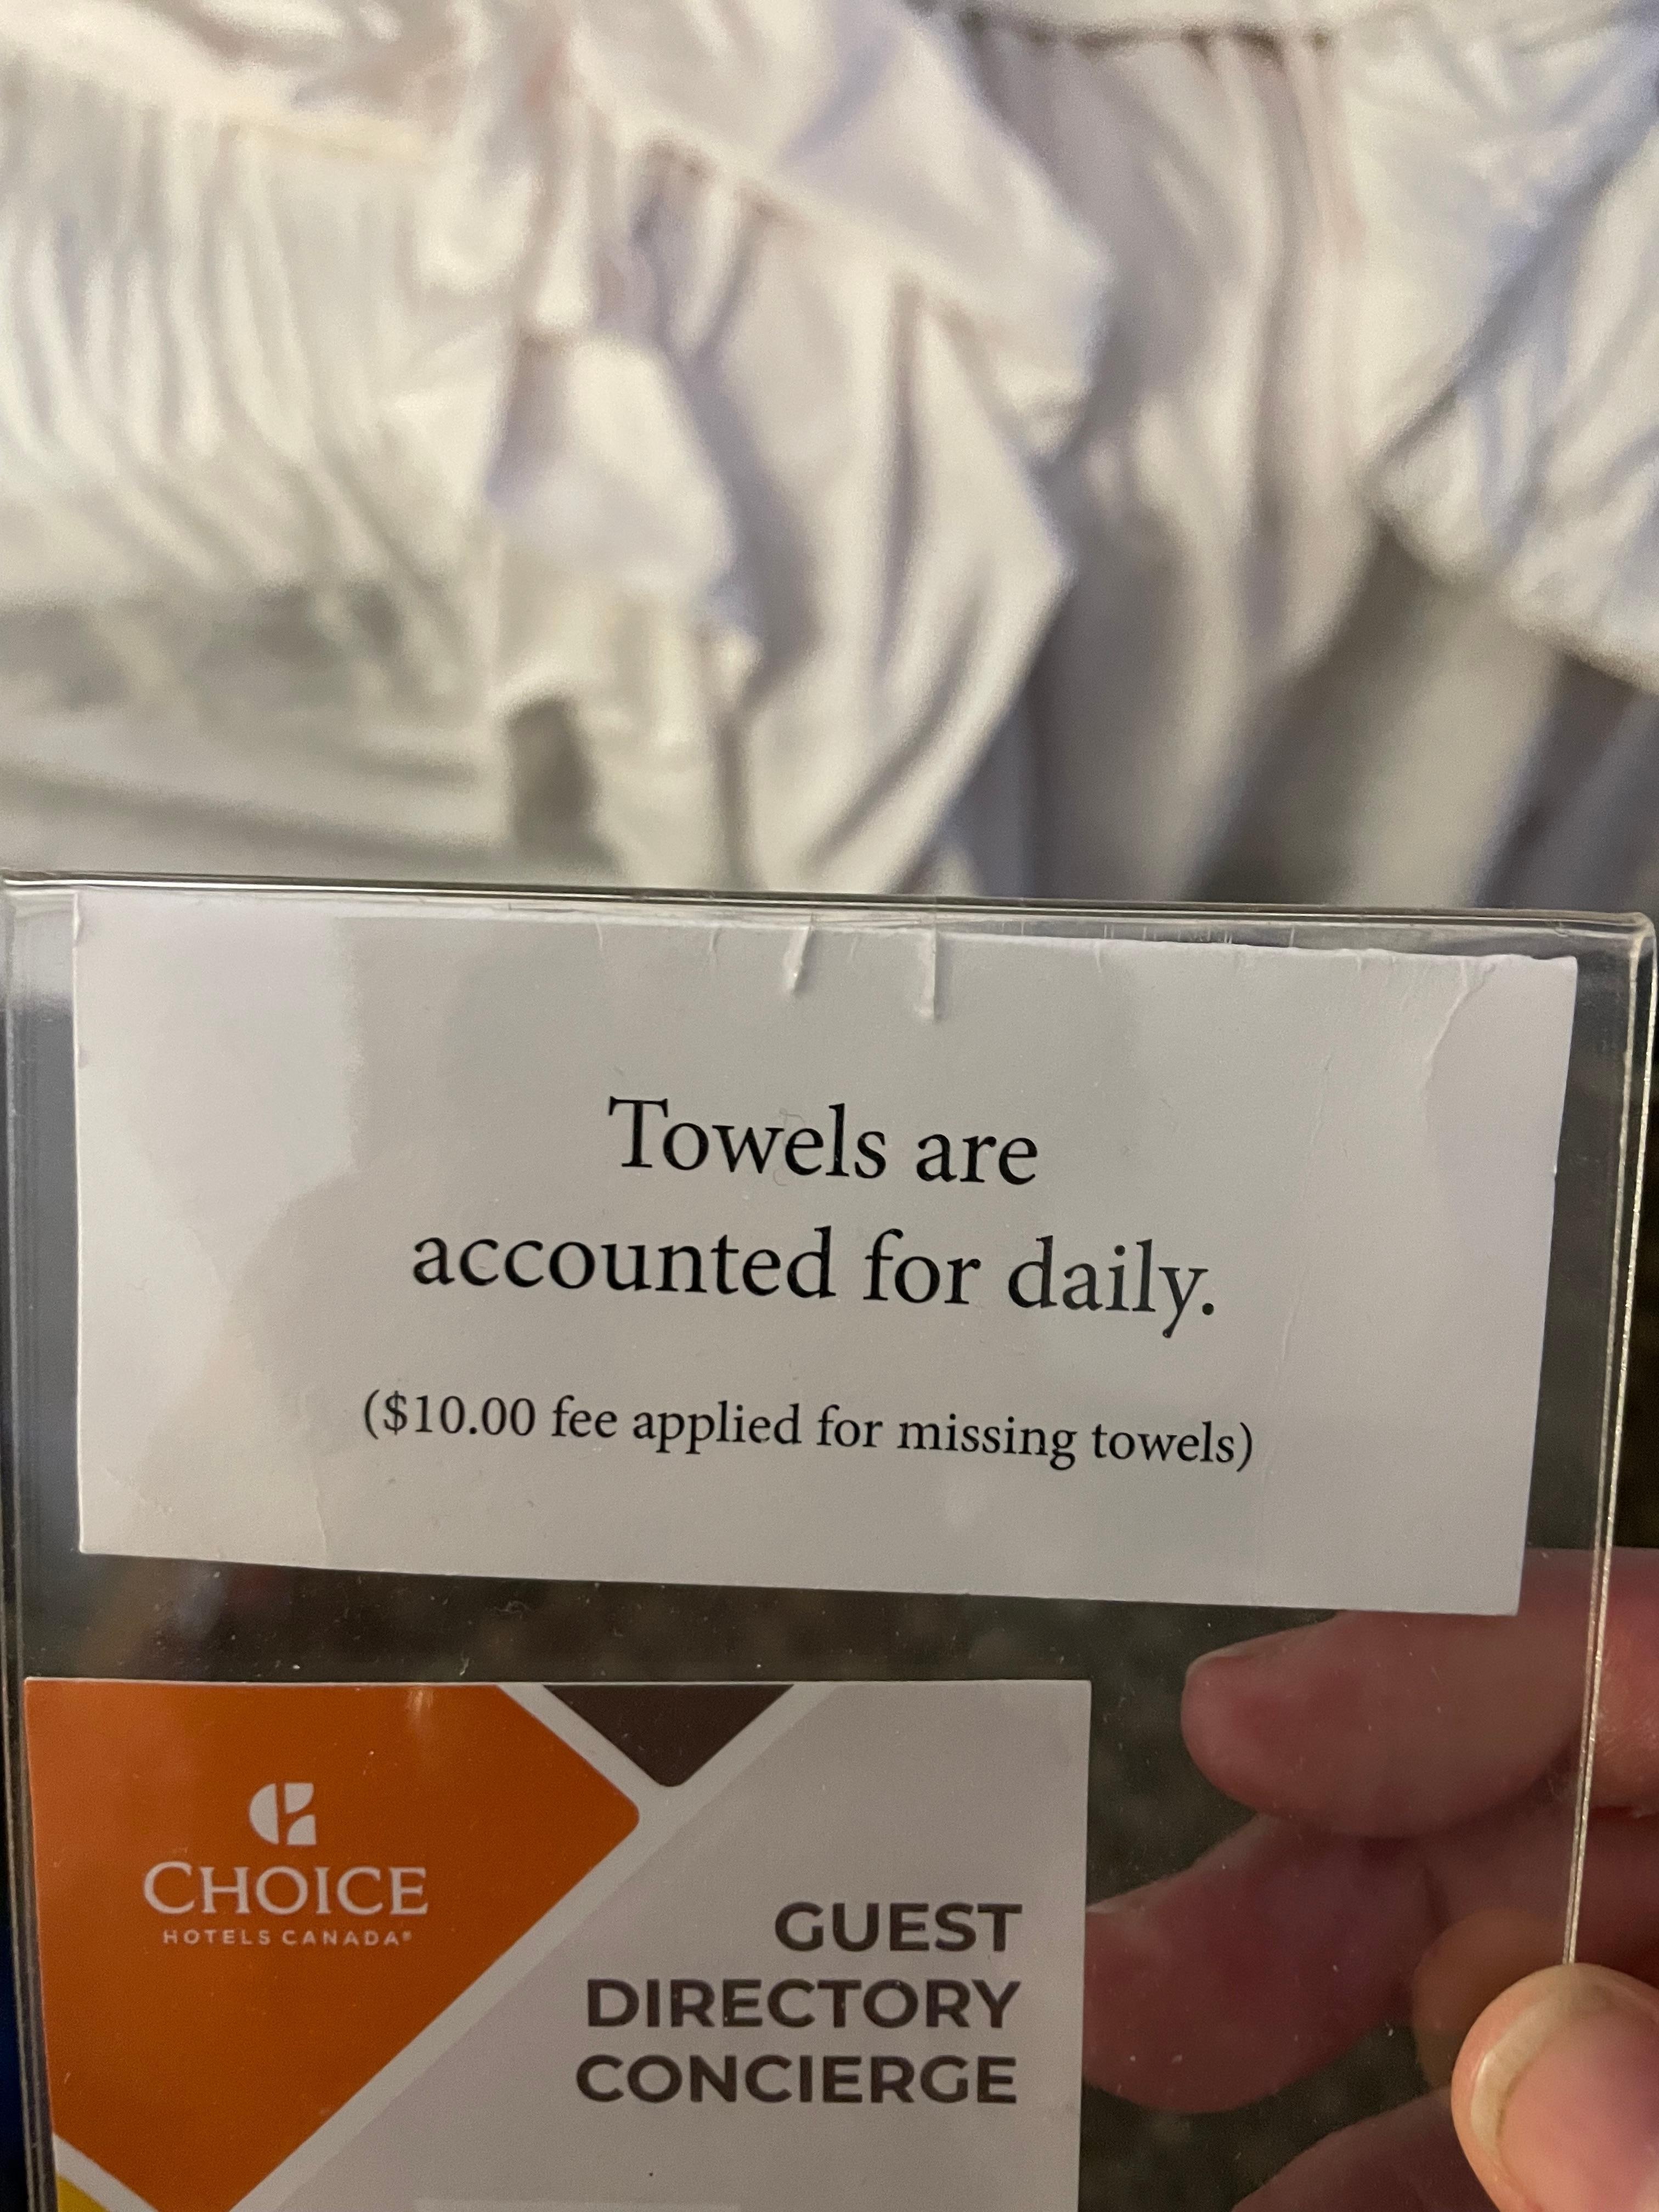 Towels are
accounted for daily.
($10.00 fee applied for missing towels)
CHOICE
HOTELS CANADA®
GUEST
DIRECTORY
CONCIERGE